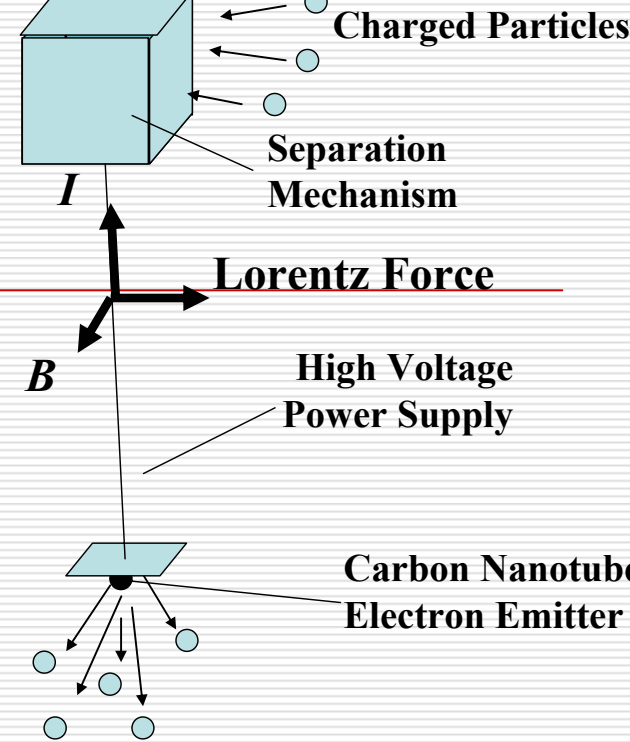 Charged Particles
Separation
Mechanism
I
Lorentz Force
B
High Voltage
Power Supply
Carbon Nanotube
Electron Emitter